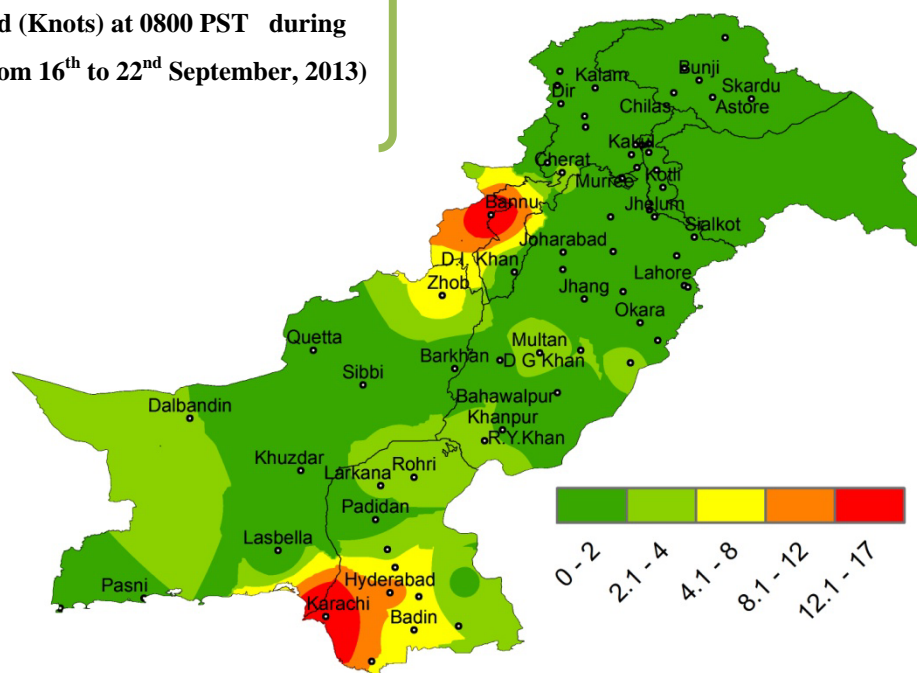 d (Knots) at 0800 PST during
om 16th to 22nd September, 2013)
Kalam
Bunji
Dir
Skardu
Chilas
Astore
Kakul
Cherat
Murree
Kotli
Bannu
Jhelum
Sialkot
Joharabad
D.I. Khan
Lahore
Zhob
Jhang
Okara
Quetta
Multan
Barkhan
D G Khan
Sibbi
Bahawalpur
Dalbandin
Khanpur
R.Y.Khan
Khuzdar
Larkana
Rohri
Padidan
Lasbella
Hyderabad
Pasni
Karachi
Badin
0 - 2
2.1 - 4
4.1 - 8
8.1 - 12
12.1 - 17